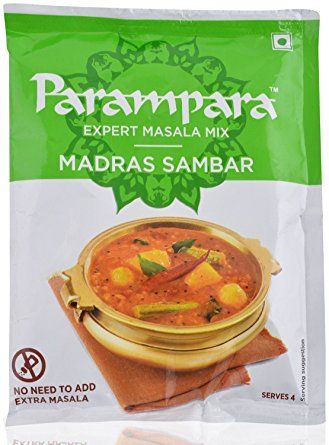 Parampara™
EXPERT MASALA MIX
MADRAS SAMBAR
NO NEED TO ADD
EXTRA MASALA
Serving suggestion
SERVES 4